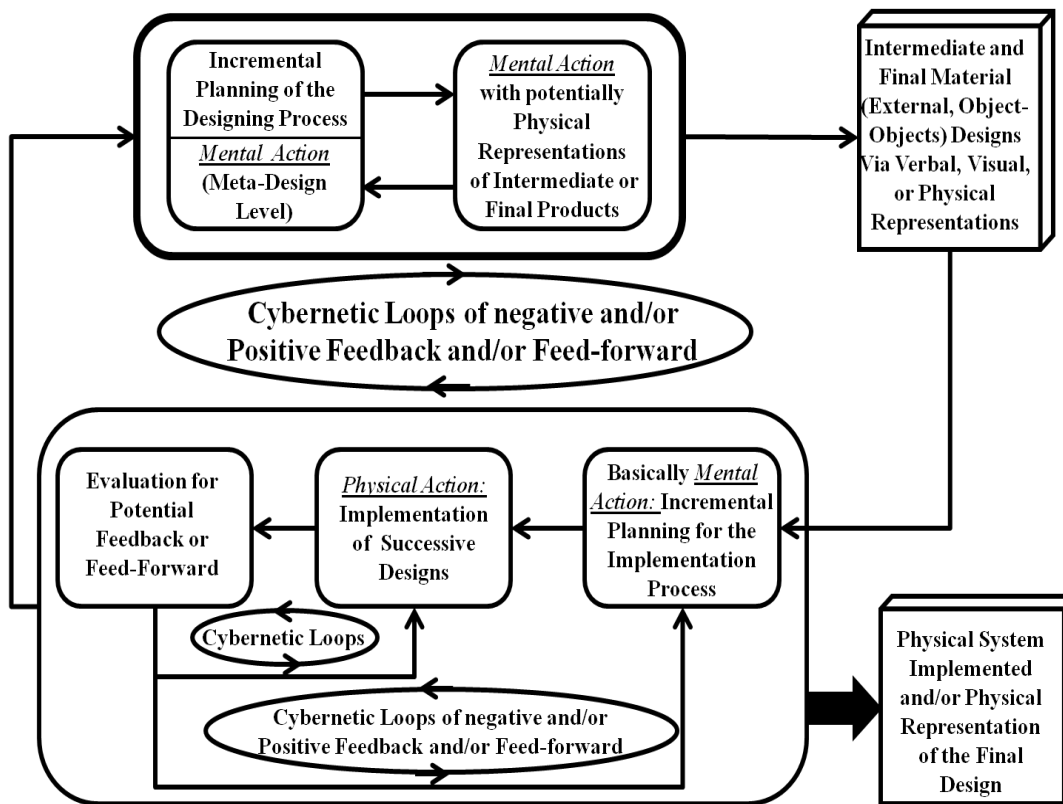 Incremental
Planning of the
Designing Process
Mental Action
(Meta-Design
Level)
Mental Action
with potentially
Physical
Representations
of Intermediate or
Final Products
Intermediate and
Final Material
(External, Object-
Objects) Designs
Via Verbal, Visual,
or Physical
Representations
Cybernetic Loops of negative and/or
Positive Feedback and/or Feed-forward
Evaluation for
Potential
Feedback or
Feed-Forward
Physical Action:
Implementation
of Successive
Designs
Basically Mental
Action: Incremental
Planning for the
Implementation
Process
Cybernetic Loops
Cybernetic Loops of negative and/or
Positive Feedback and/or Feed-forward
Physical System
Implemented
and/or Physical
Representation
of the Final
Design